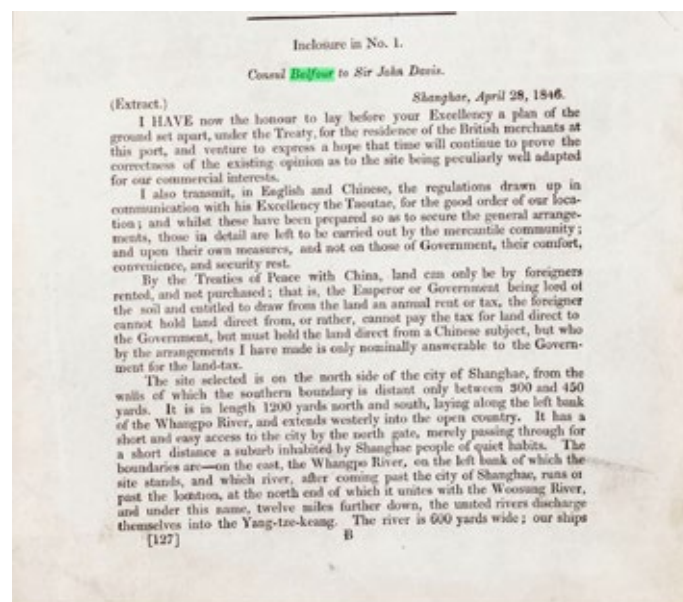 Inclosure in No. 1.
Consul Balfour to Sir John Davis.
Shanghae, April 28, 1846.
(Extract.)
I HAVE now the honour to lay before your Excellency a plan of the
ground set apart, under the Treaty, for the residence of the British merchants at
this port, and venture to express a hope that time will continue to prove the
correctness of the existing opinion as to the site being peculiarly well adapted
for our commercial interests.
I also transmit, in English and Chinese, the regulations drawn up in
communication with his Excellency the Taoutae, for the good order of our loca-
tion; and whilst these have been prepared so as to secure the general arrange-
ments, those in detail are left to be carried out by the mercantile community;
and upon their own measures, and not on those of Government, their comfort,
convenience, and security rest.
By the Treaties of Peace with China, land can only be by foreigners
rented, and not purchased; that is, the Emperor or Government being lord of
the soil and entitled to draw from the land an annual rent or tax, the foreigner
cannot hold land direct from, or rather, cannot pay the tax for land direct to
the Government, but must hold the land direct from a Chinese subject, but who
by the arrangements I have made is only nominally answerable to the Govern-
ment for the land-tax.
The site selected is on the north side of the city of Shanghae, from the
walls of which the southern boundary is distant only between 300 and 450
yards. It is in length 1200 yards north and south, laying along the left bank
of the Whangpo River, and extends westerly into the open country. It has a
short and easy access to the city by the north gate, merely passing through for
a short distance a suburb inhabited by Shanghae people of quiet habits. The
boundaries are—on the east, the Whangpo River, on the left bank of which the
site stands, and which river, after coming past the city of Shanghae, runs or
past the location, at the north end of which it unites with the Woosung River,
and under this name, twelve miles further down, the united rivers discharge
themselves into the Yang-tze-keang. The river is 600 yards wide; our ships
[127] B